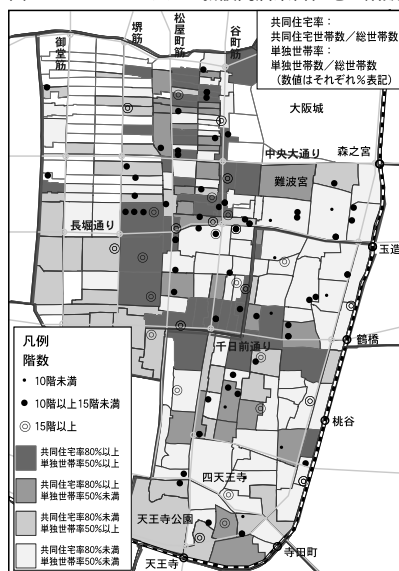 共同住宅率：
共同住宅世帯数／総世帯数
単独世帯率：
単独世帯数／総世帯数
（数値はそれぞれ％表記）
御堂筋
堺筋
松屋町筋
谷町筋
大阪城
中央大通り
森之宮
難波宮
長堀通り
玉造
千日前通り
鶴橋
桃谷
四天王寺
天王寺公園
天王寺
寺田町
凡例
階数
10階未満
10階以上15階未満
15階以上
共同住宅率80%以上
単独世帯率50%以上
共同住宅率80%以上
単独世帯率50%未満
共同住宅率80%未満
単独世帯率50%以上
共同住宅率80%未満
単独世帯率50%未満